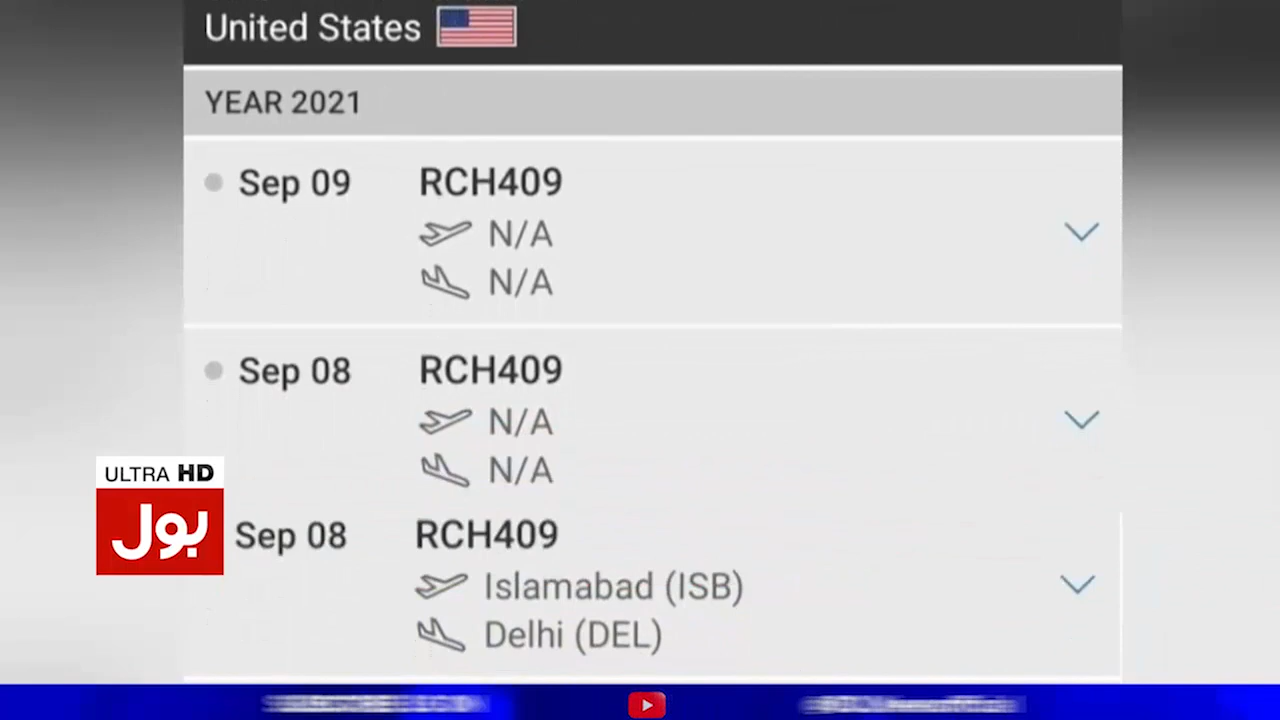 United States
YEAR 2021
Sep 09 RCH409
N/A
N/A
Sep 08 RCH409
N/A
N/A
ULTRA HD
بول
Sep 08 RCH409
Islamabad (ISB)
Delhi (DEL)